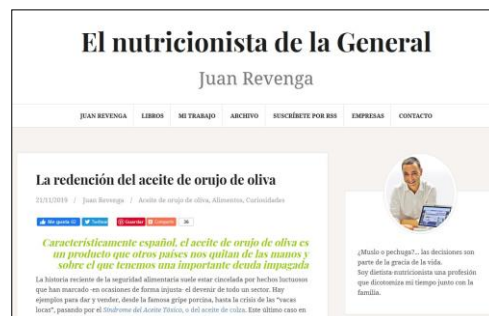 El nutricionista de la General
Juan Revenga
JUAN REVENGA LIBROS MI TRABAJO ARCHIVO SUSCRÍBETE POR RSS EMPRESAS CONTACTO
La redención del aceite de orujo de oliva
21/11/2019 / Juan Revenga / Aceite de orujo de oliva, Alimentos, Curiosidades
Característicamente español, el aceite de orujo de oliva es
un producto que otros países nos quitan de las manos y
sobre el que tenemos una importante deuda impagada
La historia reciente de la seguridad alimentaria suele estar cincelada por hechos luctuosos
que han marcado -en ocasiones de forma injusta- el devenir de todo un sector. Hay
ejemplos para dar y vender, desde la famosa gripe porcina, hasta la crisis de las "vacas
locas", pasando por el Síndrome del Aceite Tóxico, o del aceite de colza. Este último caso en
¿Muslo o pechuga?... las decisiones son
parte de la gracia de la vida.
Soy dietista-nutricionista una profesión
que dicotomiza mi tiempo junto con la
familia.